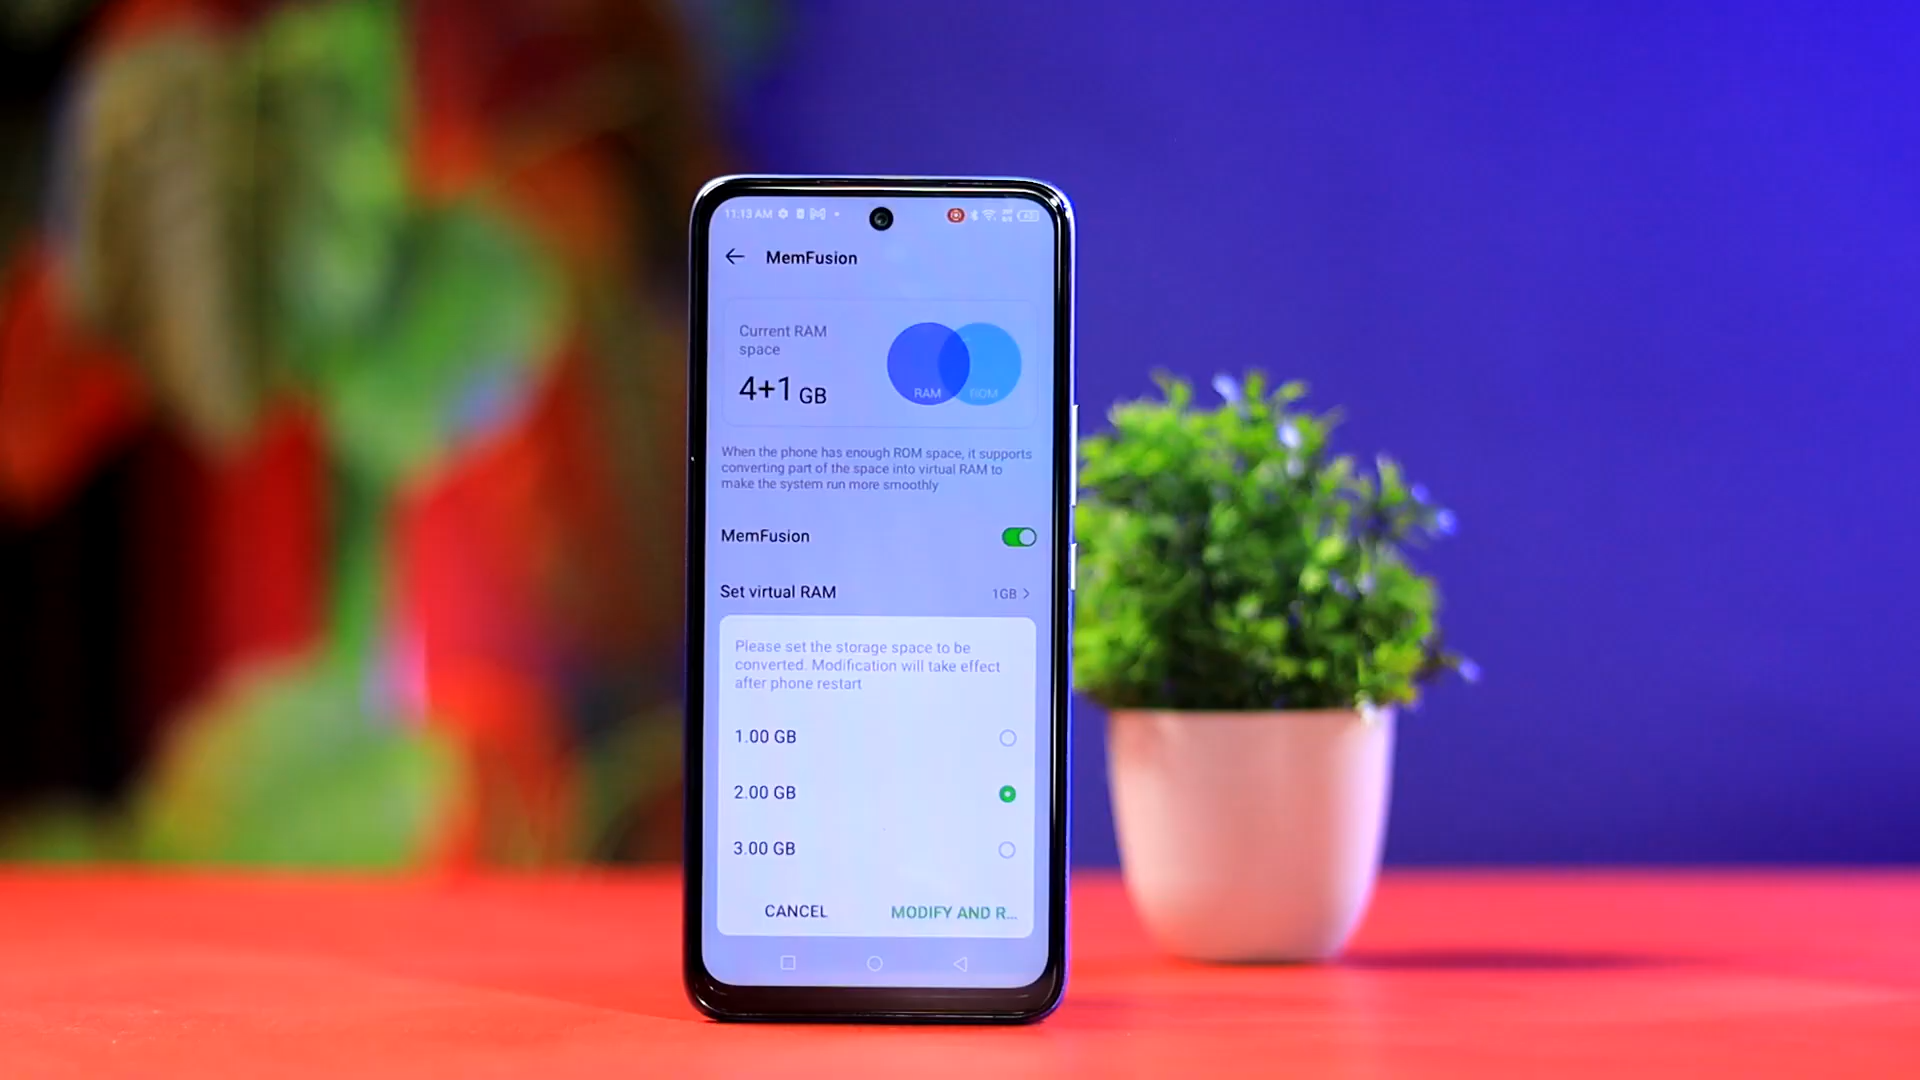 11:13 AM
MemFusion
Current RAM
space
4+1 GB
RAM ROM
When the phone has enough ROM space, it supports
converting part of the space into virtual RAM to
make the system run more smoothly
MemFusion
Set virtual RAM 1GB >
Please set the storage space to be
converted. Modification will take effect
after phone restart
1.00 GB
2.00 GB
3.00 GB
CANCEL MODIFY AND R...